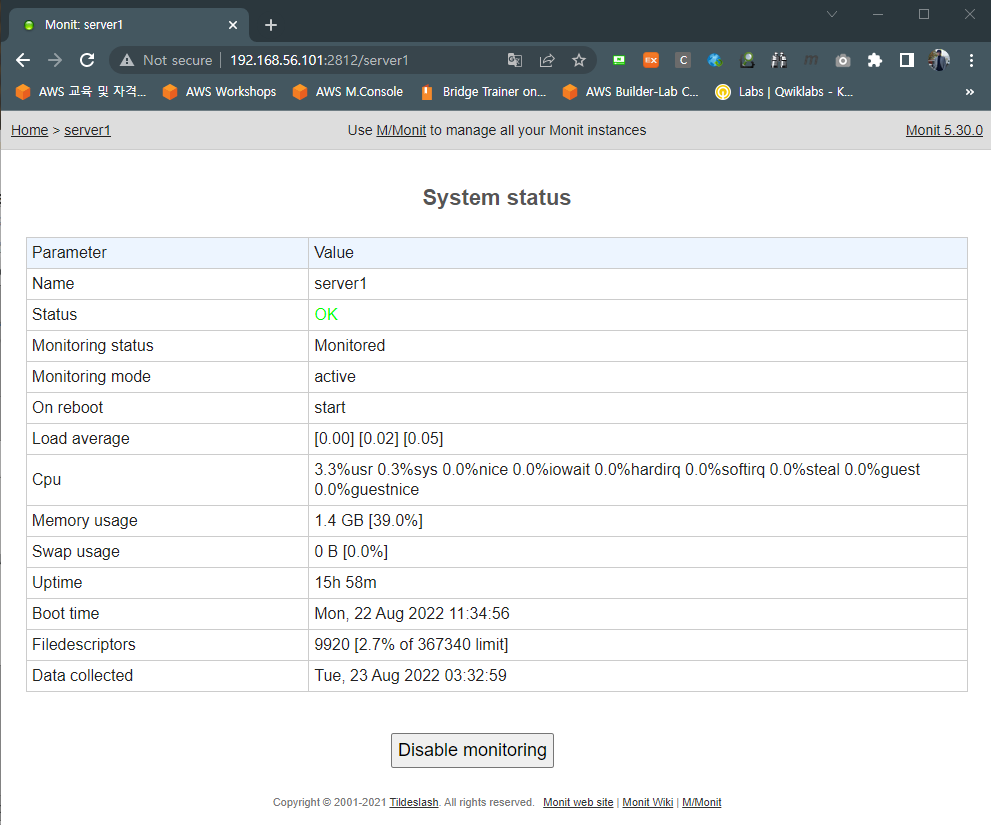 Monit: server1
Not secure | 192.168.56.101:2812/server1
EX
C
m
AWS 교육 및 자격... AWS Workshops AWS M.Console Bridge Trainer on... AWS Builder-Lab C... Labs | Qwiklabs - K... »
Home > server1 Use M/Monit to manage all your Monit instances Monit 5.30.0
System status
Parameter Value
Name server1
Status OK
Monitoring status Monitored
Monitoring mode active
On reboot start
Load average [0.00] [0.02] [0.05]
Cpu 3.3%usr 0.3%sys 0.0%nice 0.0%iowait 0.0%hardirq 0.0%softirq 0.0%steal 0.0%guest
0.0%guestnice
Memory usage 1.4 GB [39.0%]
Swap usage 0 B [0.0%]
Uptime 15h 58m
Boot time Mon, 22 Aug 2022 11:34:56
Filedescriptors 9920 [2.7% of 367340 limit]
Data collected Tue, 23 Aug 2022 03:32:59
Disable monitoring
Copyright © 2001-2021 Tildeslash. All rights reserved. Monit web site | Monit Wiki | M/Monit